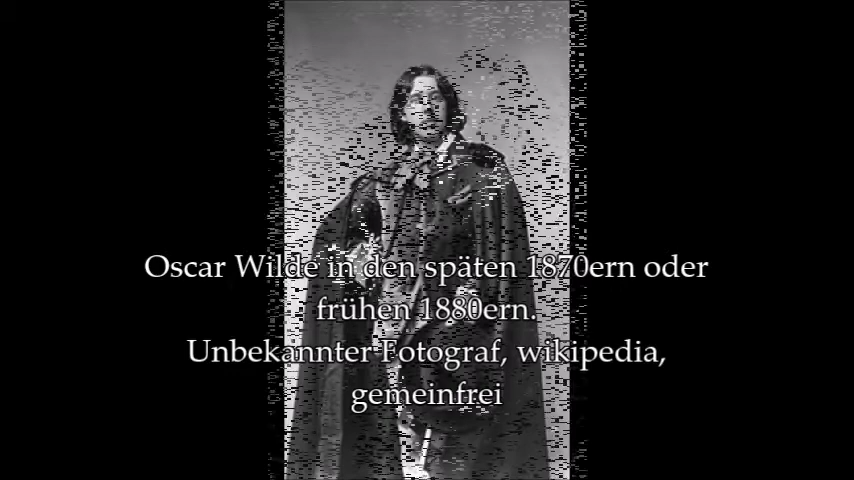 Oscar Wilde in den späten 1870ern oder
frühen 1880ern.
Unbekannter Fotograf, wikipedia,
gemeinfrei